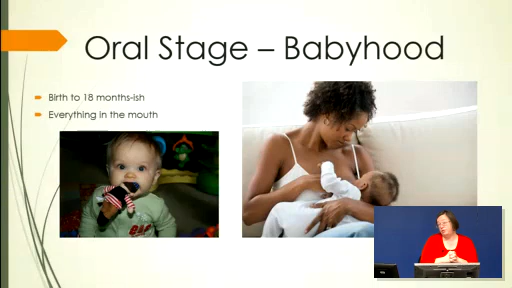 Oral Stage – Babyhood
Birth to 18 months-ish
Everything in the mouth